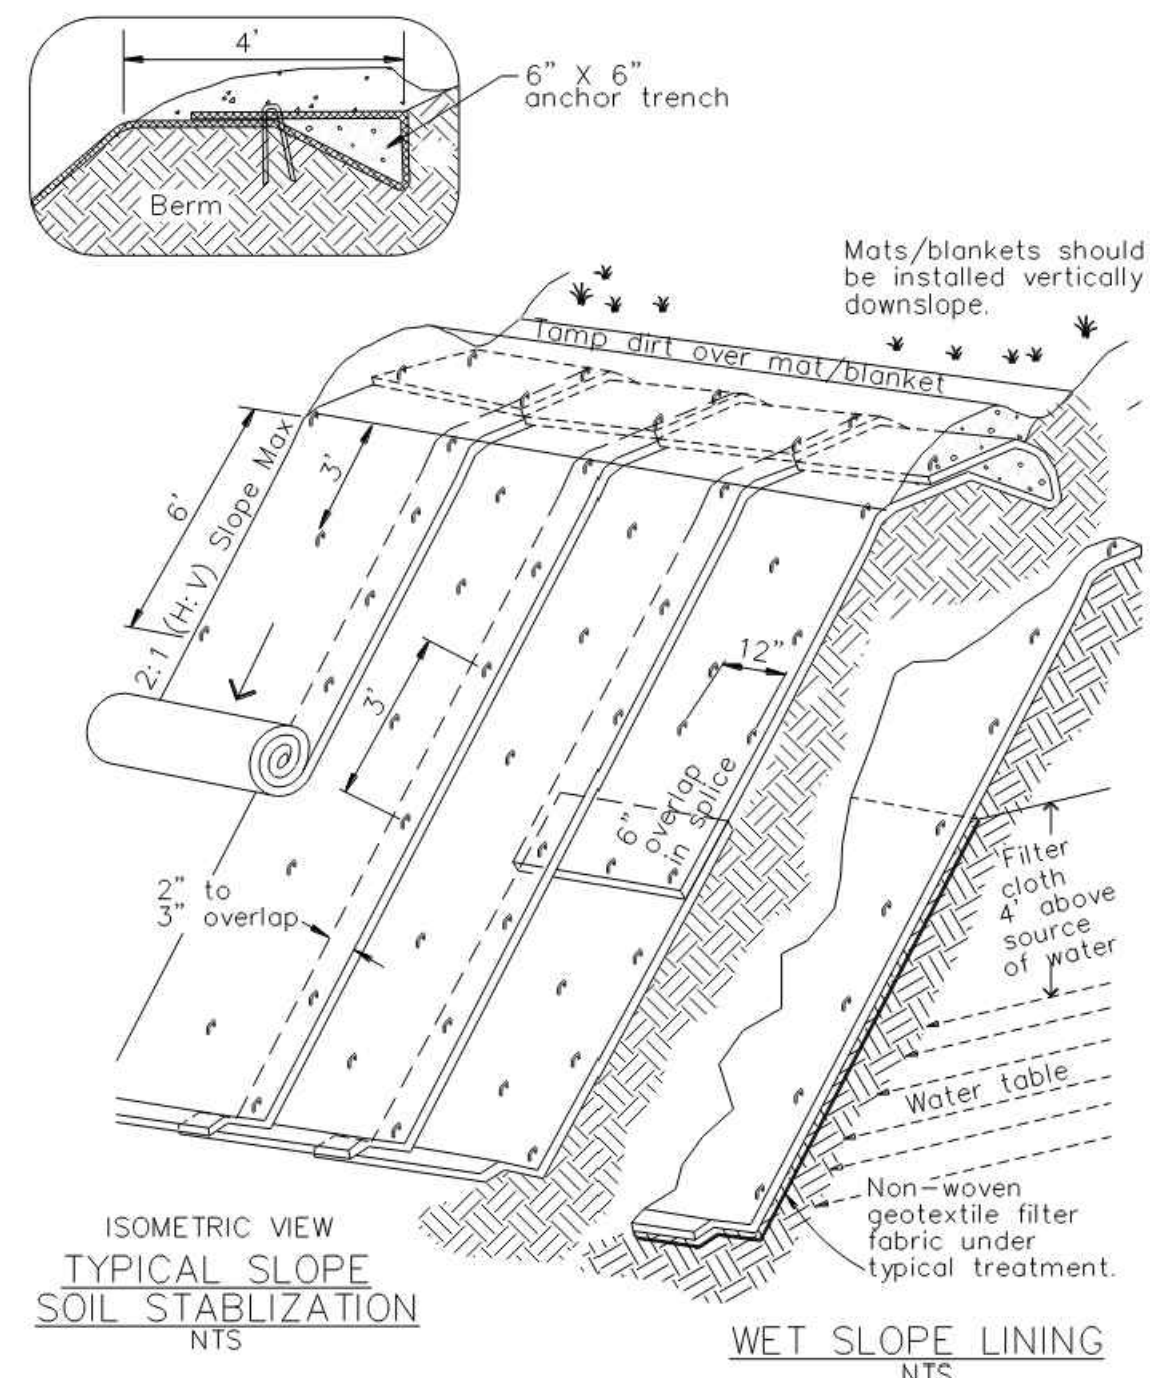 4'
6" X 6"
anchor trench
Berm
Mats/blankets should
be installed vertically
downslope.
Tamp dirt over mat/blanket
6'
2:1 (H:V) Slope Max
3'
3'
12"
6"
overlap
in splice
2" to
3" overlap
Filter
cloth
4' above
source
of water
Water table
Non-woven
geotextile filter
fabric under
typical treatment.
ISOMETRIC VIEW
TYPICAL SLOPE
SOIL STABLIZATION
NTS
WET SLOPE LINING
NTS